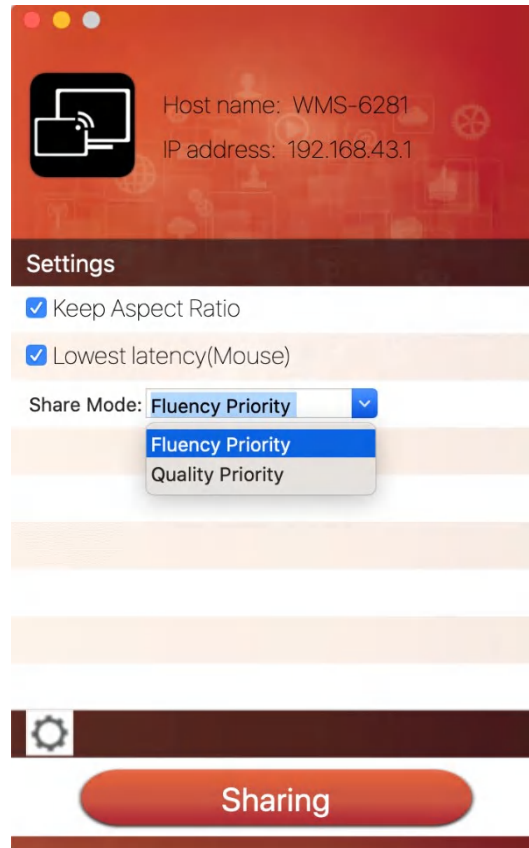 Host name: WMS-6281
IP address: 192.168.43.1
Settings
Keep Aspect Ratio
Lowest latency(Mouse)
Share Mode: Fluency Priority
Fluency Priority
Quality Priority
Sharing